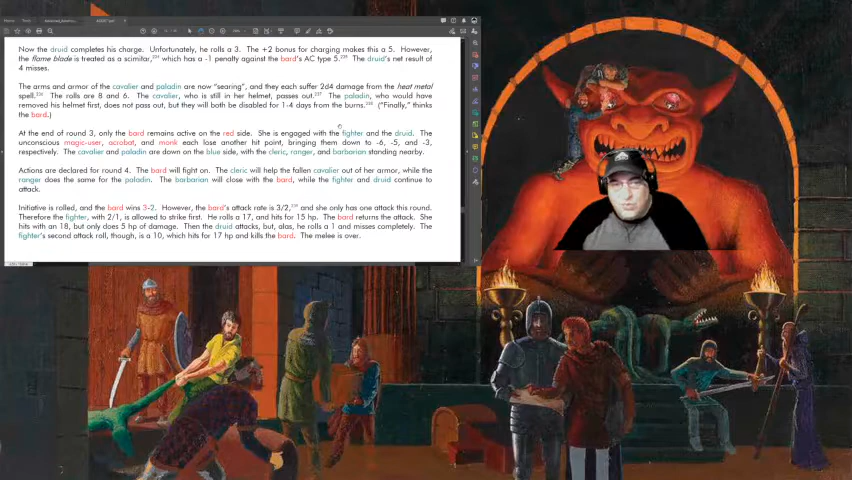 Now the druid completes his charge. Unfortunately, he rolls a 3. The +2 bonus for charging makes this a 5. However,
the flame blade is treated as a scimitar, which has a -1 penalty against the bard's AC type 5. The druid's net result of
4 misses.
The arms and armor of the cavalier and paladin are now "searing", and they each suffer 2d4 damage from the heat metal
spell. The rolls are 8 and 6. The cavalier, who is still in her helmet, passes out. The paladin, who would have
removed his helmet first, does not pass out, but they will both be disabled for 1-4 days from the burns. ("Finally," thinks
the bard.)
At the end of round 3, only the bard remains active on the red side. She is engaged with the fighter and the druid. The
unconscious magic-user, acrobat, and monk each lose another hit point, bringing them down to -6, -5, and -3,
respectively. The cavalier and paladin are down on the blue side, with the cleric, ranger, and barbarian standing nearby.
Actions are declared for round 4. The bard will fight on. The cleric will help the fallen cavalier out of her armor, while the
ranger does the same for the paladin. The barbarian will close with the bard, while the fighter and druid continue to
attack.
Initiative is rolled, and the bard wins 3-2. However, the bard's attack rate is 3/2, and she only has one attack this round.
Therefore the fighter, with 2/1, is allowed to strike first. He rolls a 17, and hits for 15 hp. The bard returns the attack. She
hits with an 18, but only does 5 hp of damage. Then the druid attacks, but, alas, he rolls a 1 and misses completely. The
fighter's second attack roll, though, is a 10, which hits for 17 hp and kills the bard. The melee is over.